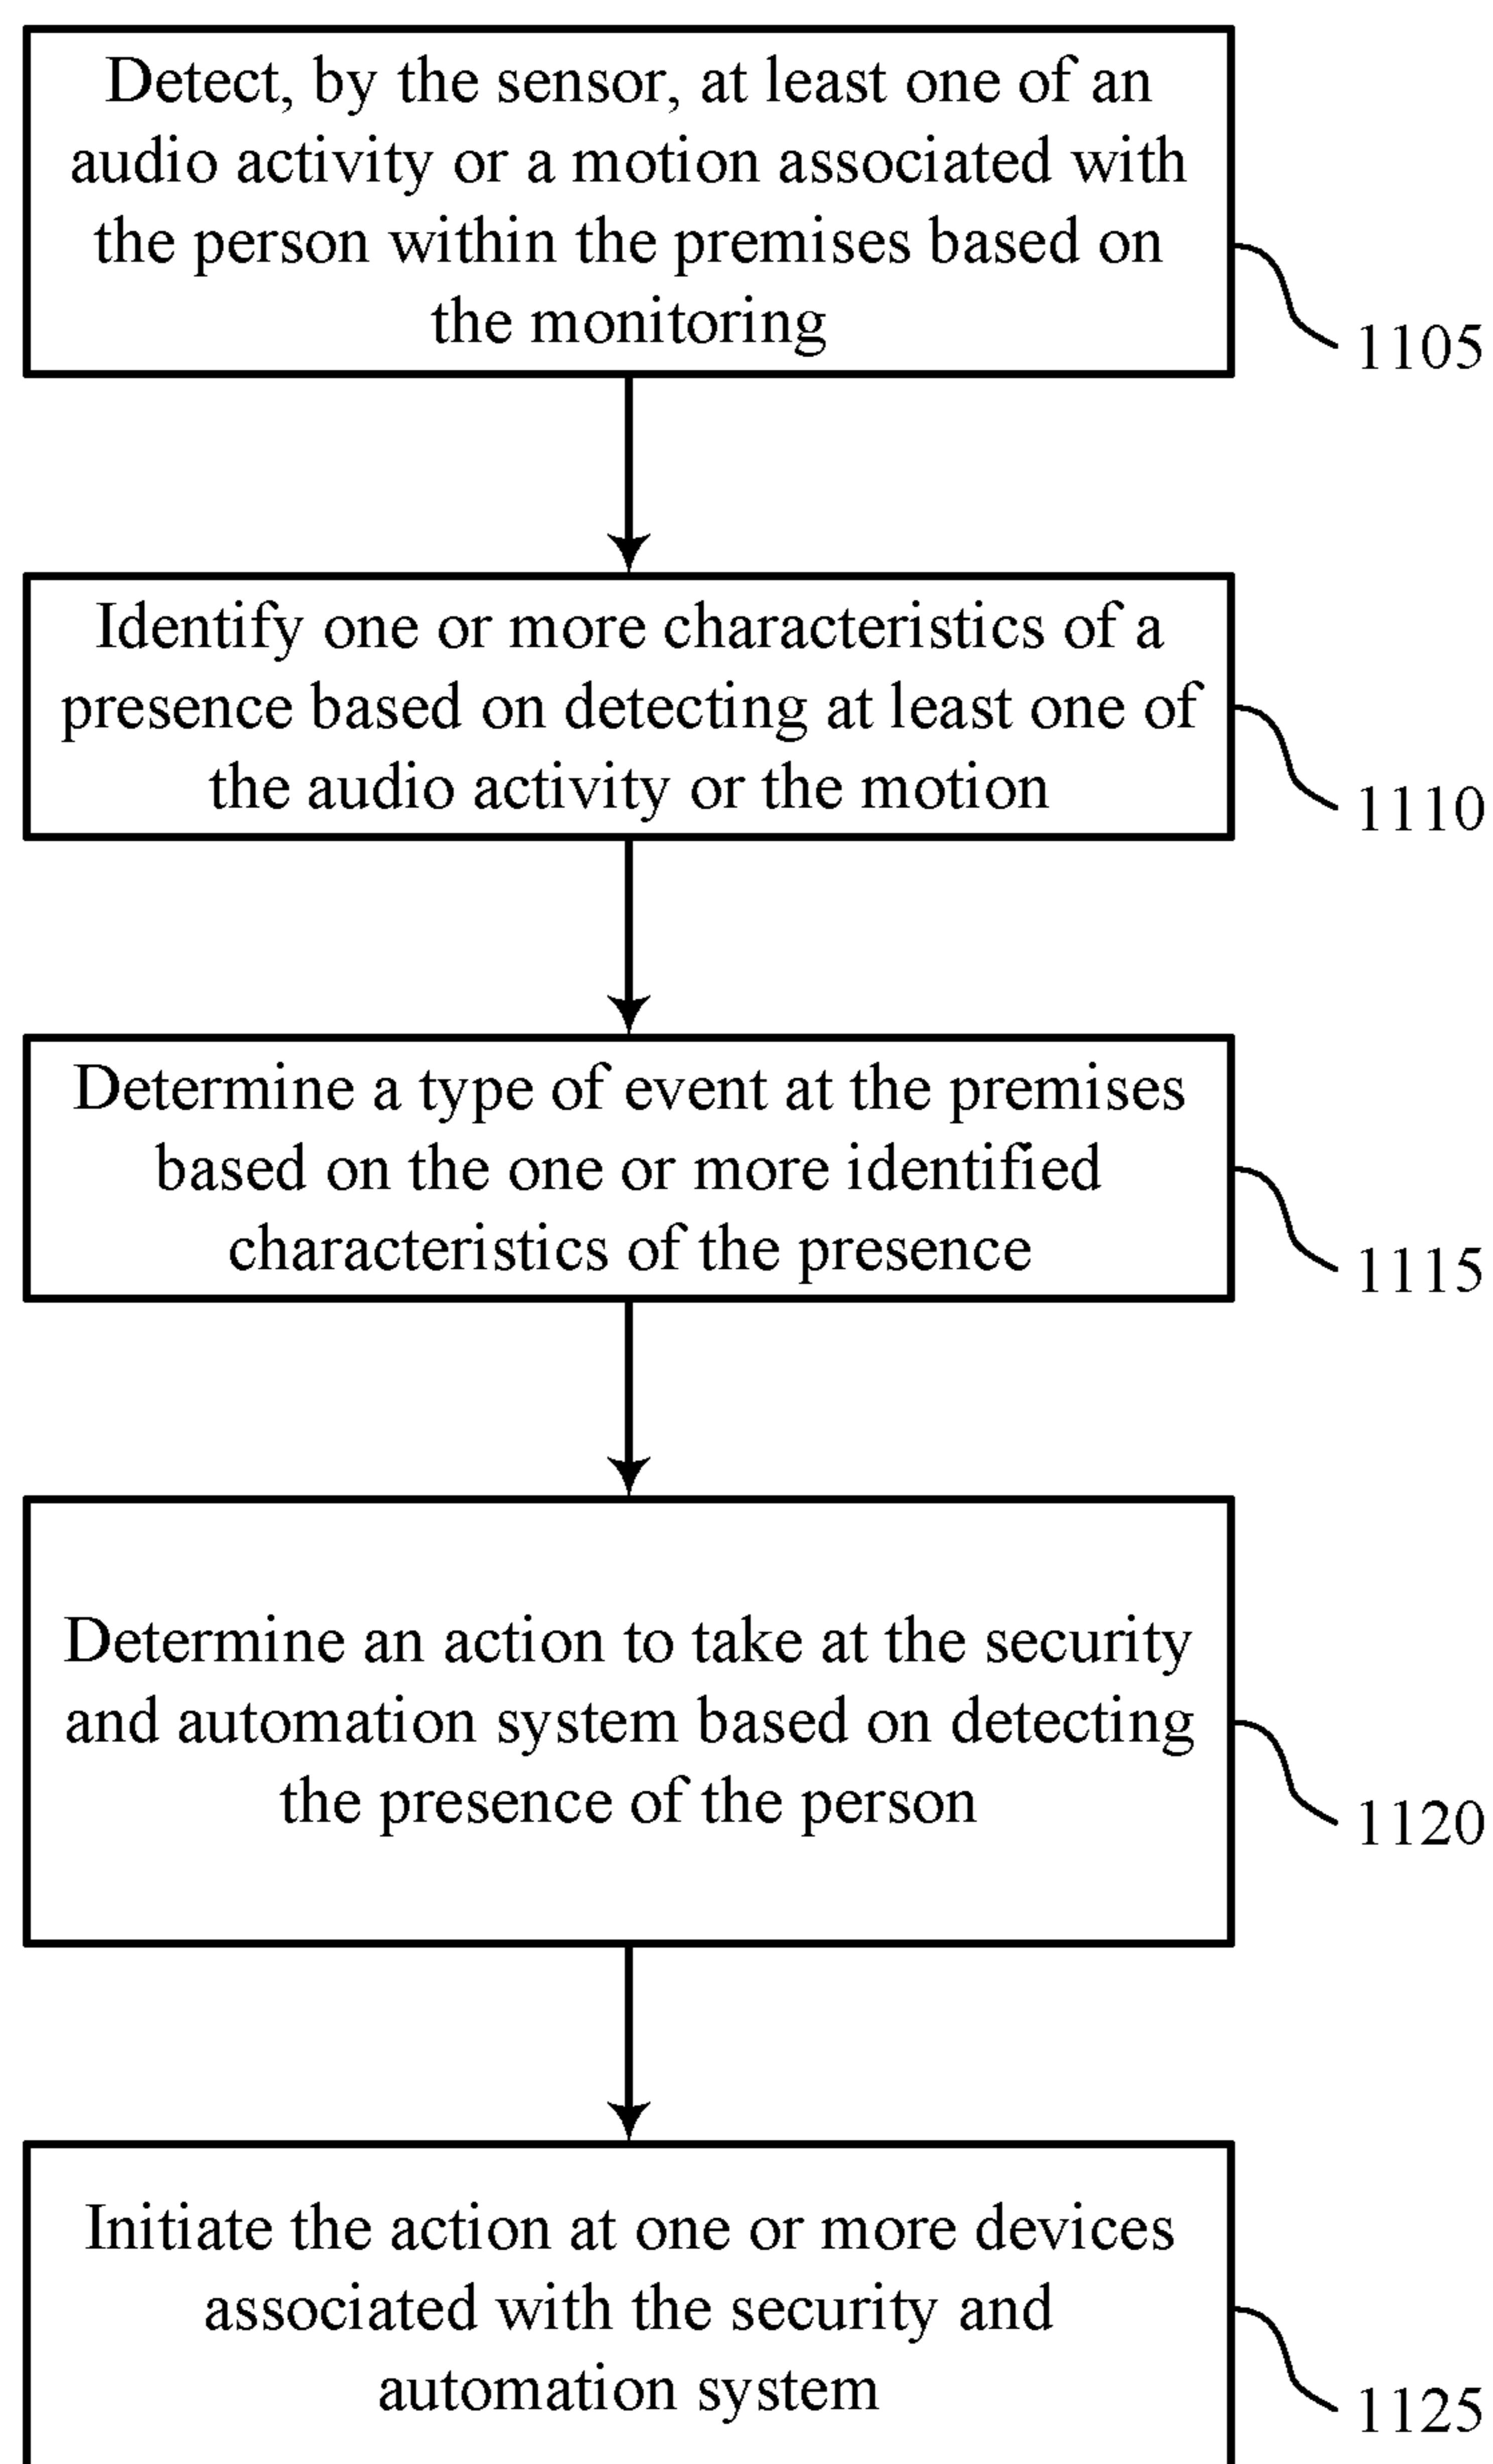 Detect, by the sensor, at least one of an
audio activity or a motion associated with
the person within the premises based on
the monitoring
1105
Identify one or more characteristics of a
presence based on detecting at least one of
the audio activity or the motion
1110
Determine a type of event at the premises
based on the one or more identified
characteristics of the presence
1115
Determine an action to take at the security
and automation system based on detecting
the presence of the person
1120
Initiate the action at one or more devices
associated with the security and
automation system
1125